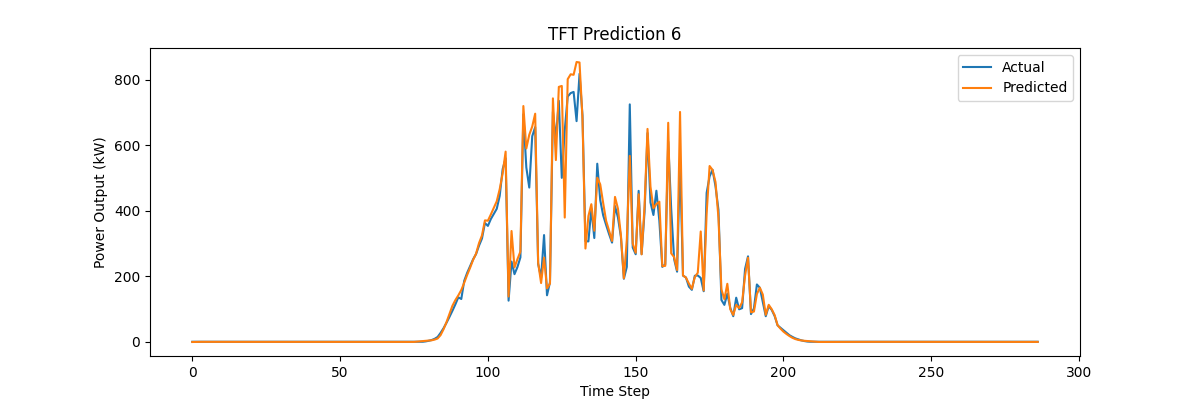 TFT Prediction 6
Actual
Predicted
Power Output (kW)
800
600
400
200
0
0 50 100 150 200 250 300
Time Step